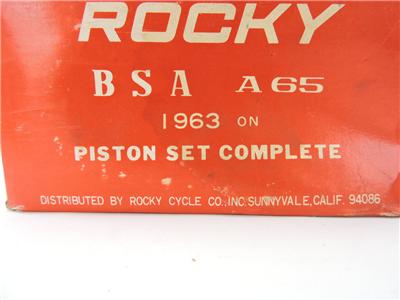 ROCKY
BSA A65
1963 ON
PISTON SET COMPLETE
DISTRIBUTED BY ROCKY CYCLE CO., INC. SUNNYVALE, CALIF. 94086